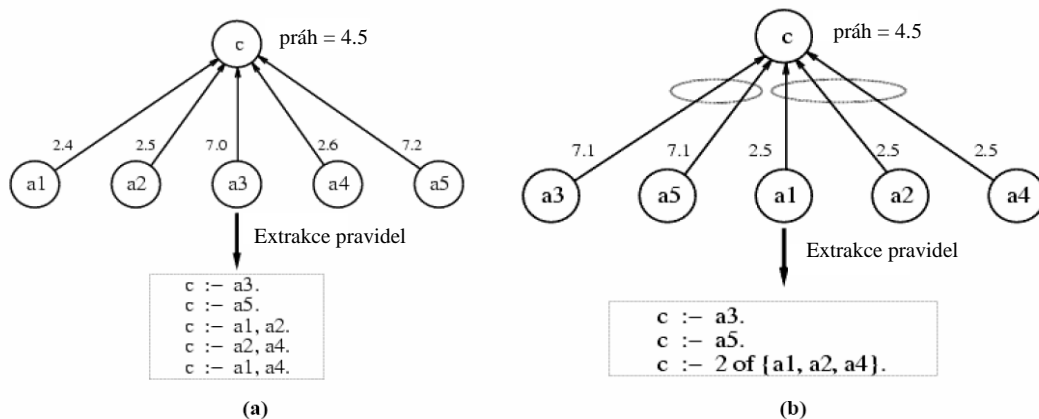 c
práh = 4.5
2.4
2.5
7.0
2.6
7.2
a1
a2
a3
a4
a5
Extrakce pravidel
c :– a3.
c :– a5.
c :– a1, a2.
c :– a2, a4.
c :– a1, a4.
(a)
c
práh = 4.5
7.1
7.1
2.5
2.5
2.5
a3
a5
a1
a2
a4
Extrakce pravidel
c :– a3.
c :– a5.
c :– 2 of {a1, a2, a4}.
(b)